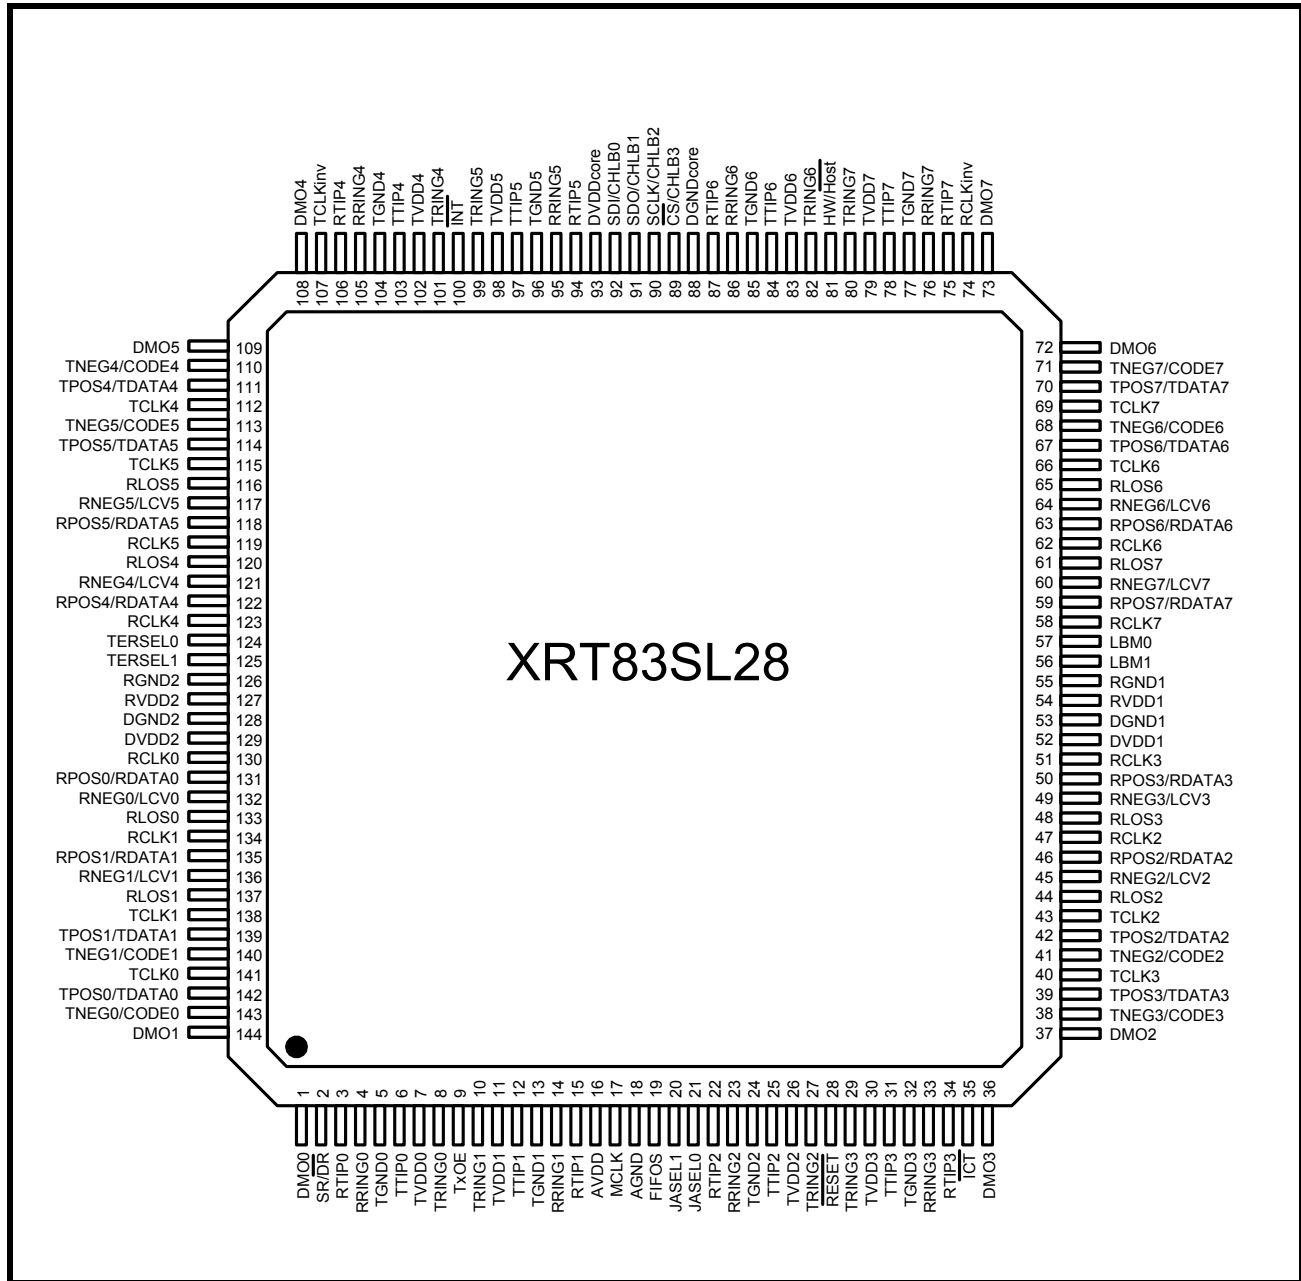 DMO4
TCLKinv
RTIP4
RRING4
TGND4
TTIP4
TVDD4
TRING4
INT
TRING5
TVDD5
TTIP5
TGND5
RRING5
RTIP5
DVDDcore
SDI/CHLB0
SDO/CHLB1
SCLK/CHLB2
CS/CHLB3
DGNDcore
RTIP6
RRING6
TGND6
TTIP6
TVDD6
TRING6
HW/Host
TRING7
TVDD7
TTIP7
TGND7
RRING7
RTIP7
RCLKinv
DMO7
108
107
106
105
104
103
102
101
100
99
98
97
96
95
94
93
92
91
90
89
88
87
86
85
84
83
82
81
80
79
78
77
76
75
74
73
DMO5 109
TNEG4/CODE4 110
TPOS4/TDATA4 111
TCLK4 112
TNEG5/CODE5 113
TPOS5/TDATA5 114
TCLK5 115
RLOS5 116
RNEG5/LCV5 117
RPOS5/RDATA5 118
RCLK5 119
RLOS4 120
RNEG4/LCV4 121
RPOS4/RDATA4 122
RCLK4 123
TERSEL0 124
TERSEL1 125
RGND2 126
RVDD2 127
DGND2 128
DVDD2 129
RCLK0 130
RPOS0/RDATA0 131
RNEG0/LCV0 132
RLOS0 133
RCLK1 134
RPOS1/RDATA1 135
RNEG1/LCV1 136
RLOS1 137
TCLK1 138
TPOS1/TDATA1 139
TNEG1/CODE1 140
TCLK0 141
TPOS0/TDATA0 142
TNEG0/CODE0 143
DMO1 144
XRT83SL28
72 DMO6
71 TNEG7/CODE7
70 TPOS7/TDATA7
69 TCLK7
68 TNEG6/CODE6
67 TPOS6/TDATA6
66 TCLK6
65 RLOS6
64 RNEG6/LCV6
63 RPOS6/RDATA6
62 RCLK6
61 RLOS7
60 RNEG7/LCV7
59 RPOS7/RDATA7
58 RCLK7
57 LBM0
56 LBM1
55 RGND1
54 RVDD1
53 DGND1
52 DVDD1
51 RCLK3
50 RPOS3/RDATA3
49 RNEG3/LCV3
48 RLOS3
47 RCLK2
46 RPOS2/RDATA2
45 RNEG2/LCV2
44 RLOS2
43 TCLK2
42 TPOS2/TDATA2
41 TNEG2/CODE2
40 TCLK3
39 TPOS3/TDATA3
38 TNEG3/CODE3
37 DMO2
1
2
3
4
5
6
7
8
9
10
11
12
13
14
15
16
17
18
19
20
21
22
23
24
25
26
27
28
29
30
31
32
33
34
35
36
DMO0
SR/DR
RTIP0
RRING0
TGND0
TTIP0
TVDD0
TRING0
TxOE
TRING1
TVDD1
TTIP1
TGND1
RRING1
RTIP1
AVDD
MCLK
AGND
FIFOS
JASEL1
JASEL0
RTIP2
RRING2
TGND2
TTIP2
TVDD2
TRING2
RESET
TRING3
TVDD3
TTIP3
TGND3
RRING3
RTIP3
ICT
DMO3